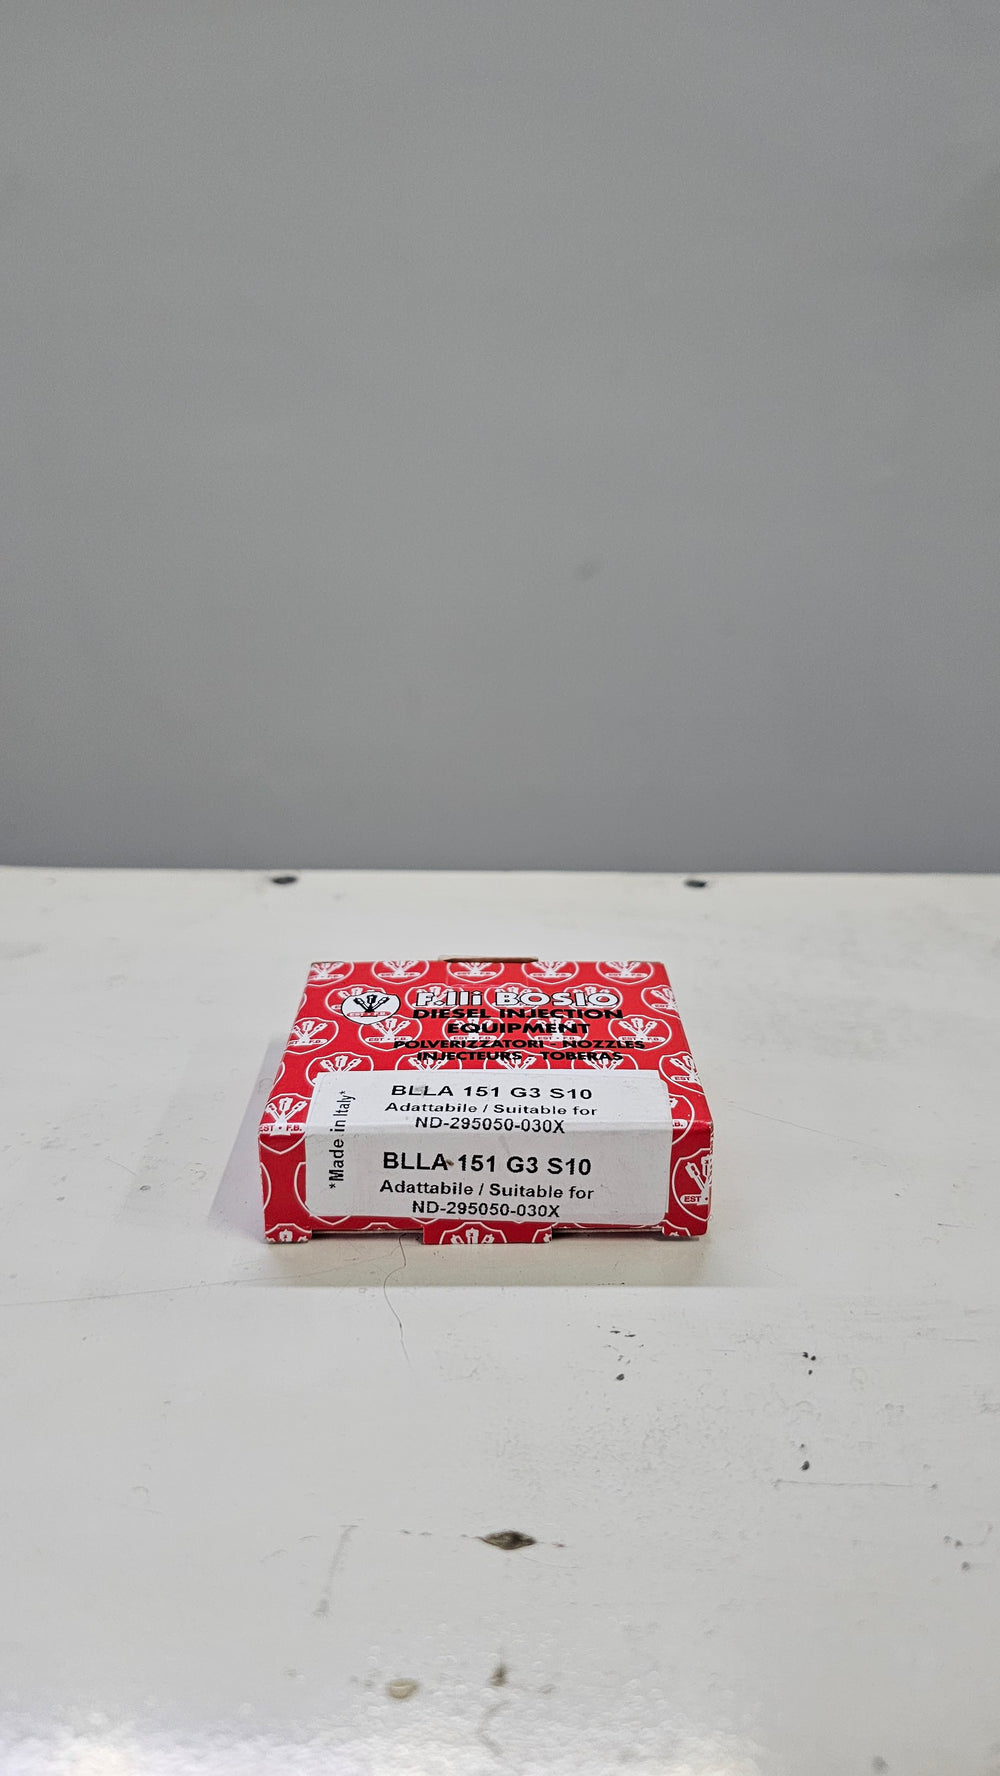 F.lli BOSIO
DIESEL INJECTION
EQUIPMENT
POLVERIZZATORI - NOZZLES
INJECTEURS - TOBERAS
EST • F.B.
*Made in Italy*
BLLA 151 G3 S10
Adattabile / Suitable for
ND-295050-030X
BLLA 151 G3 S10
Adattabile / Suitable for
ND-295050-030X